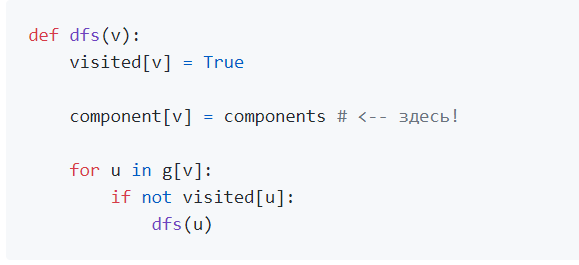 def dfs(v):
    visited[v] = True
    component[v] = components # <-- здесь!
    for u in g[v]:
        if not visited[u]:
            dfs(u)